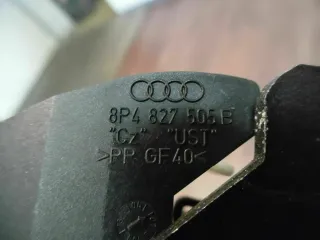 8P4 827 505 B
"Cz" "UST"
>PP GF40<